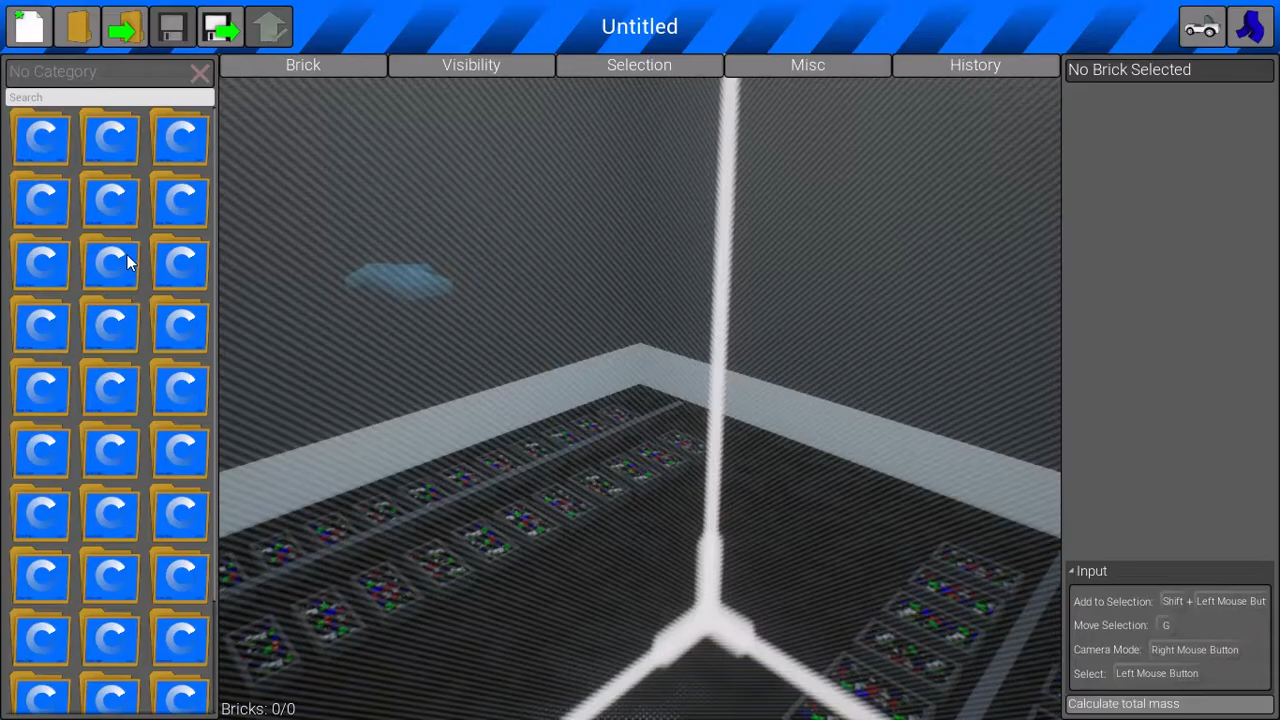 Untitled
No Category
Search
Brick
Visibility
Selection
Misc
History
No Brick Selected
Input
Add to Selection: Shift + Left Mouse But
Move Selection: G
Camera Mode: Right Mouse Button
Select: Left Mouse Button
Calculate total mass
Bricks: 0/0